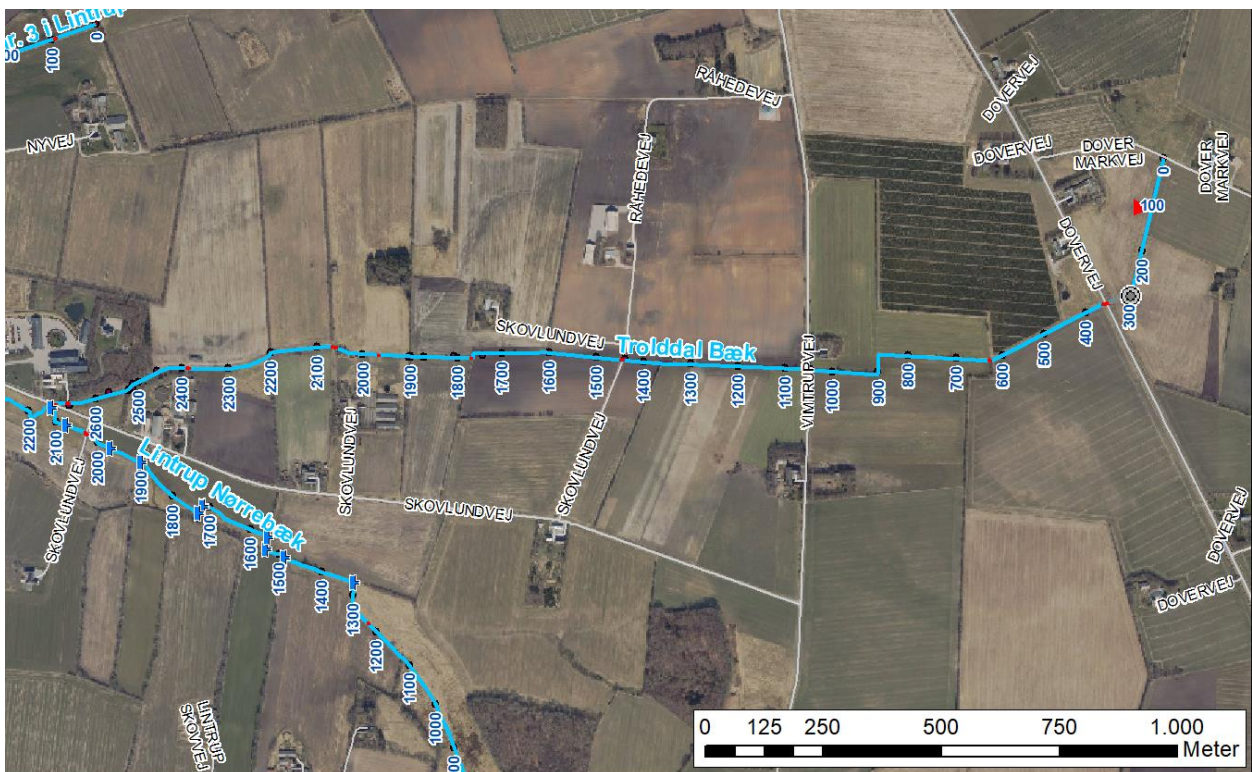 nr. 3 i Lintrup
00
100
0
NYVEJ
RÅHEDEVEJ
RÅHEDEVEJ
DOVERVEJ
DOVERVEJ
DOVER
MARKVEJ
DOVER
MARKVEJ
DOVERVEJ
0
100
200
300
400
500
600
700
800
900
1000
1100
1200
1300
1400
1500
1600
1700
1800
1900
2000
2100
2200
2300
2400
2500
2600
SKOVLUNDVEJ
Trolddal Bæk
VIMTRUPVEJ
SKOVLUNDVEJ
SKOVLUNDVEJ
SKOVLUNDVEJ
SKOVLUNDVEJ
Lintrup Nørrebæk
2200
2100
2000
1900
1800
1700
1600
1500
1400
1300
1200
1100
1000
00
LINTRUP
SKOVVEJ
DOVERVEJ
DOVERVEJ
0 125 250 500 750 1.000
Meter